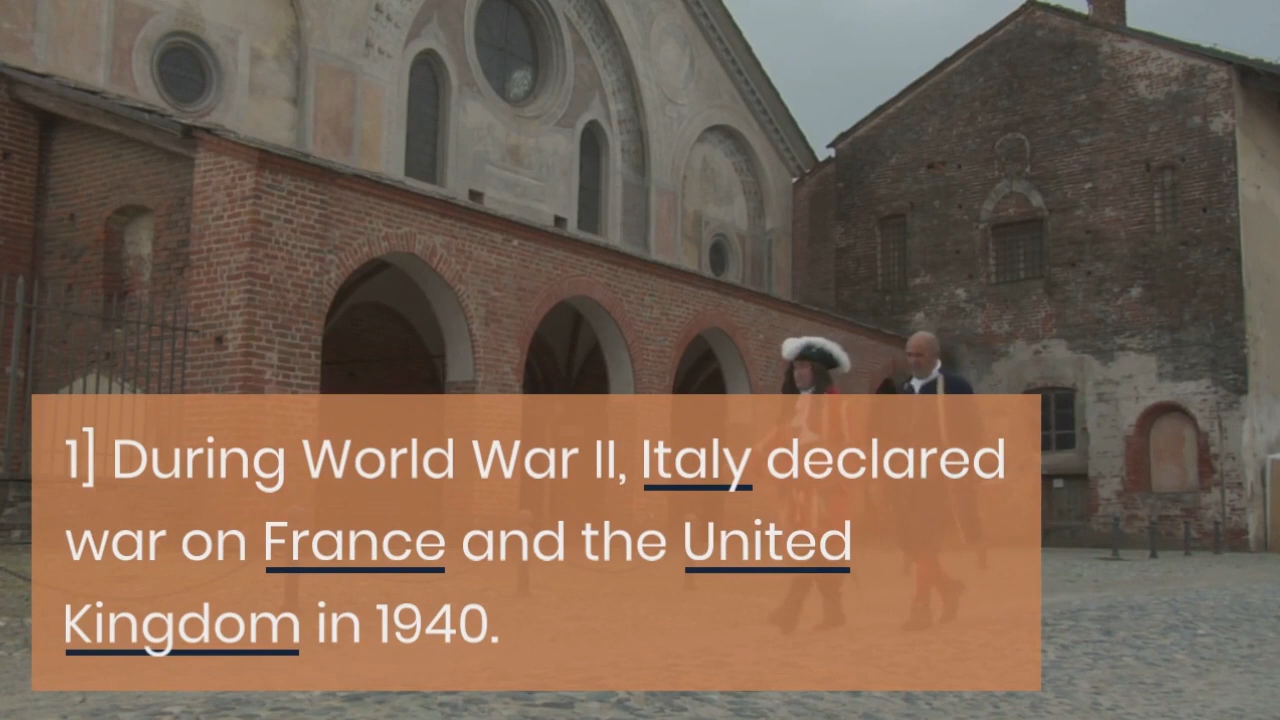 1] During World War II, Italy declared
war on France and the United
Kingdom in 1940.